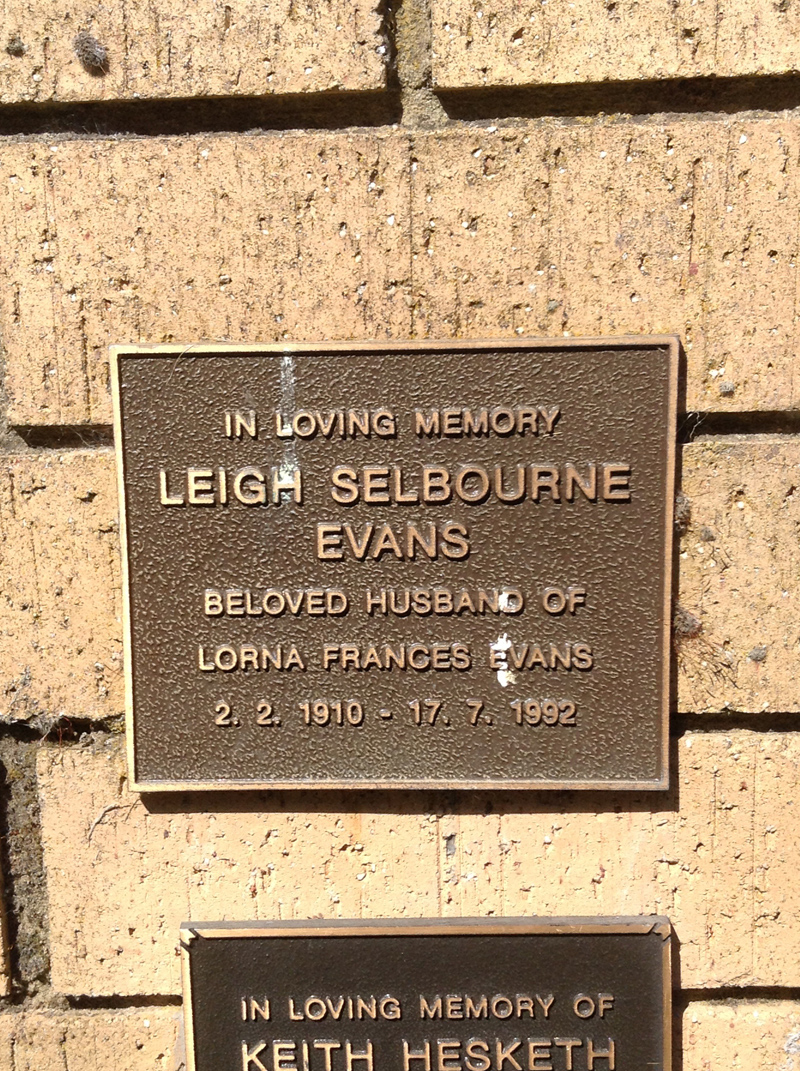 IN LOVING MEMORY
LEIGH SELBOURNE
EVANS
BELOVED HUSBAND OF
LORNA FRANCES EVANS
2. 2. 1910 - 17. 7. 1992
IN LOVING MEMORY OF
KEITH HESKETH